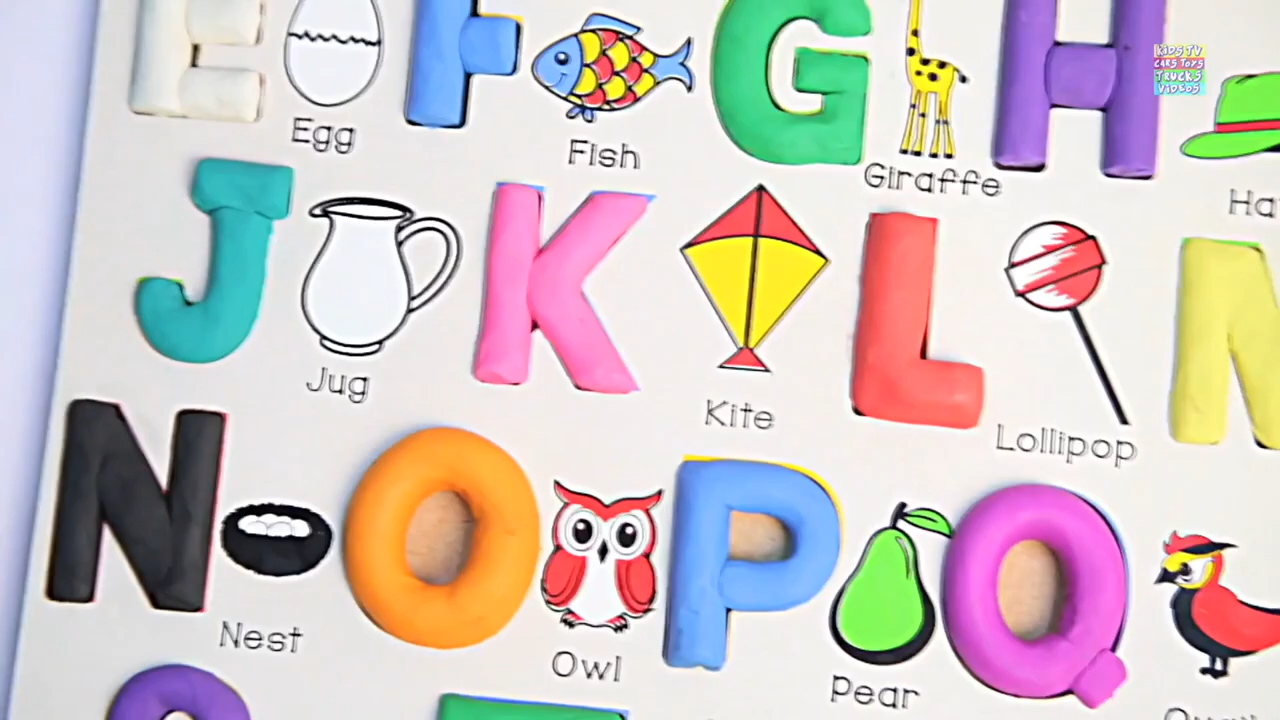 E F G H
Egg Fish Giraffe
KiDS TV
CARS TOYS
TRUCKS
ViDEOS
J K L
Jug Kite Lollipop
N O P Q
Nest Owl Pear